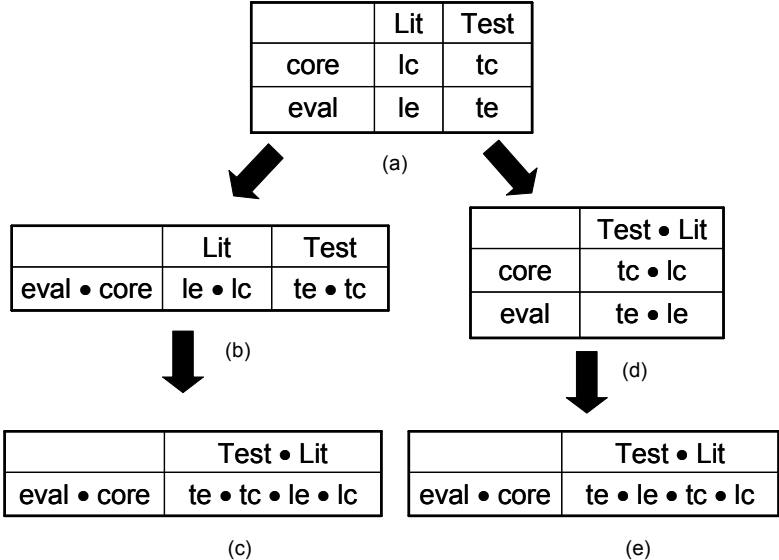 Lit Test
core lc tc
eval le te
(a)
Lit Test
eval • core le • lc te • tc
(b)
Test • Lit
core tc • lc
eval te • le
(d)
Test • Lit
eval • core te • tc • le • lc
(c)
Test • Lit
eval • core te • le • tc • lc
(e)